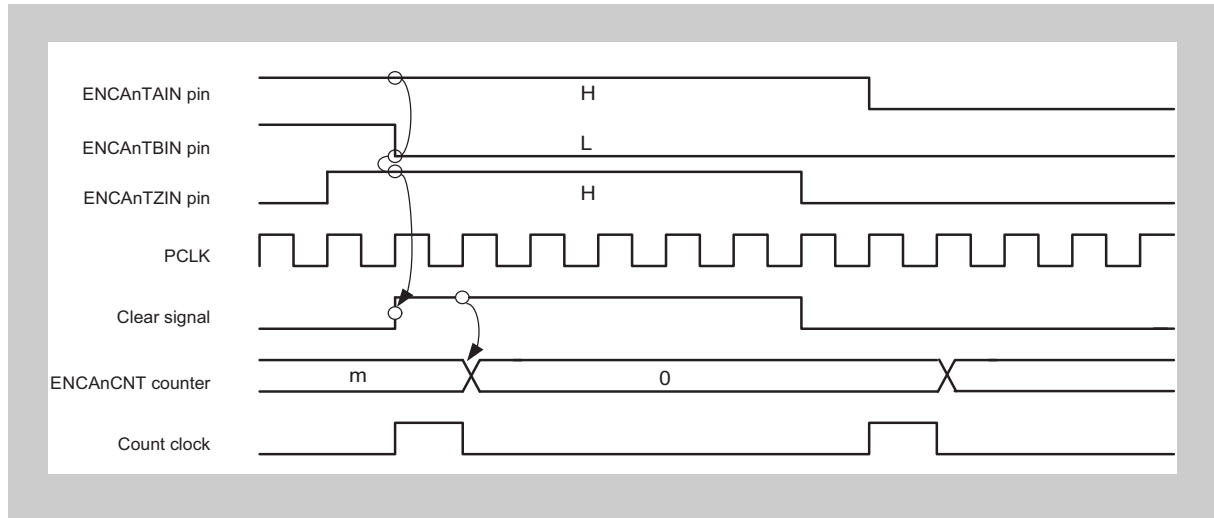 ENCAnTAIN pin
H
ENCAnTBIN pin
L
ENCAnTZIN pin
H
PCLK
Clear signal
ENCAnCNT counter
m
0
Count clock